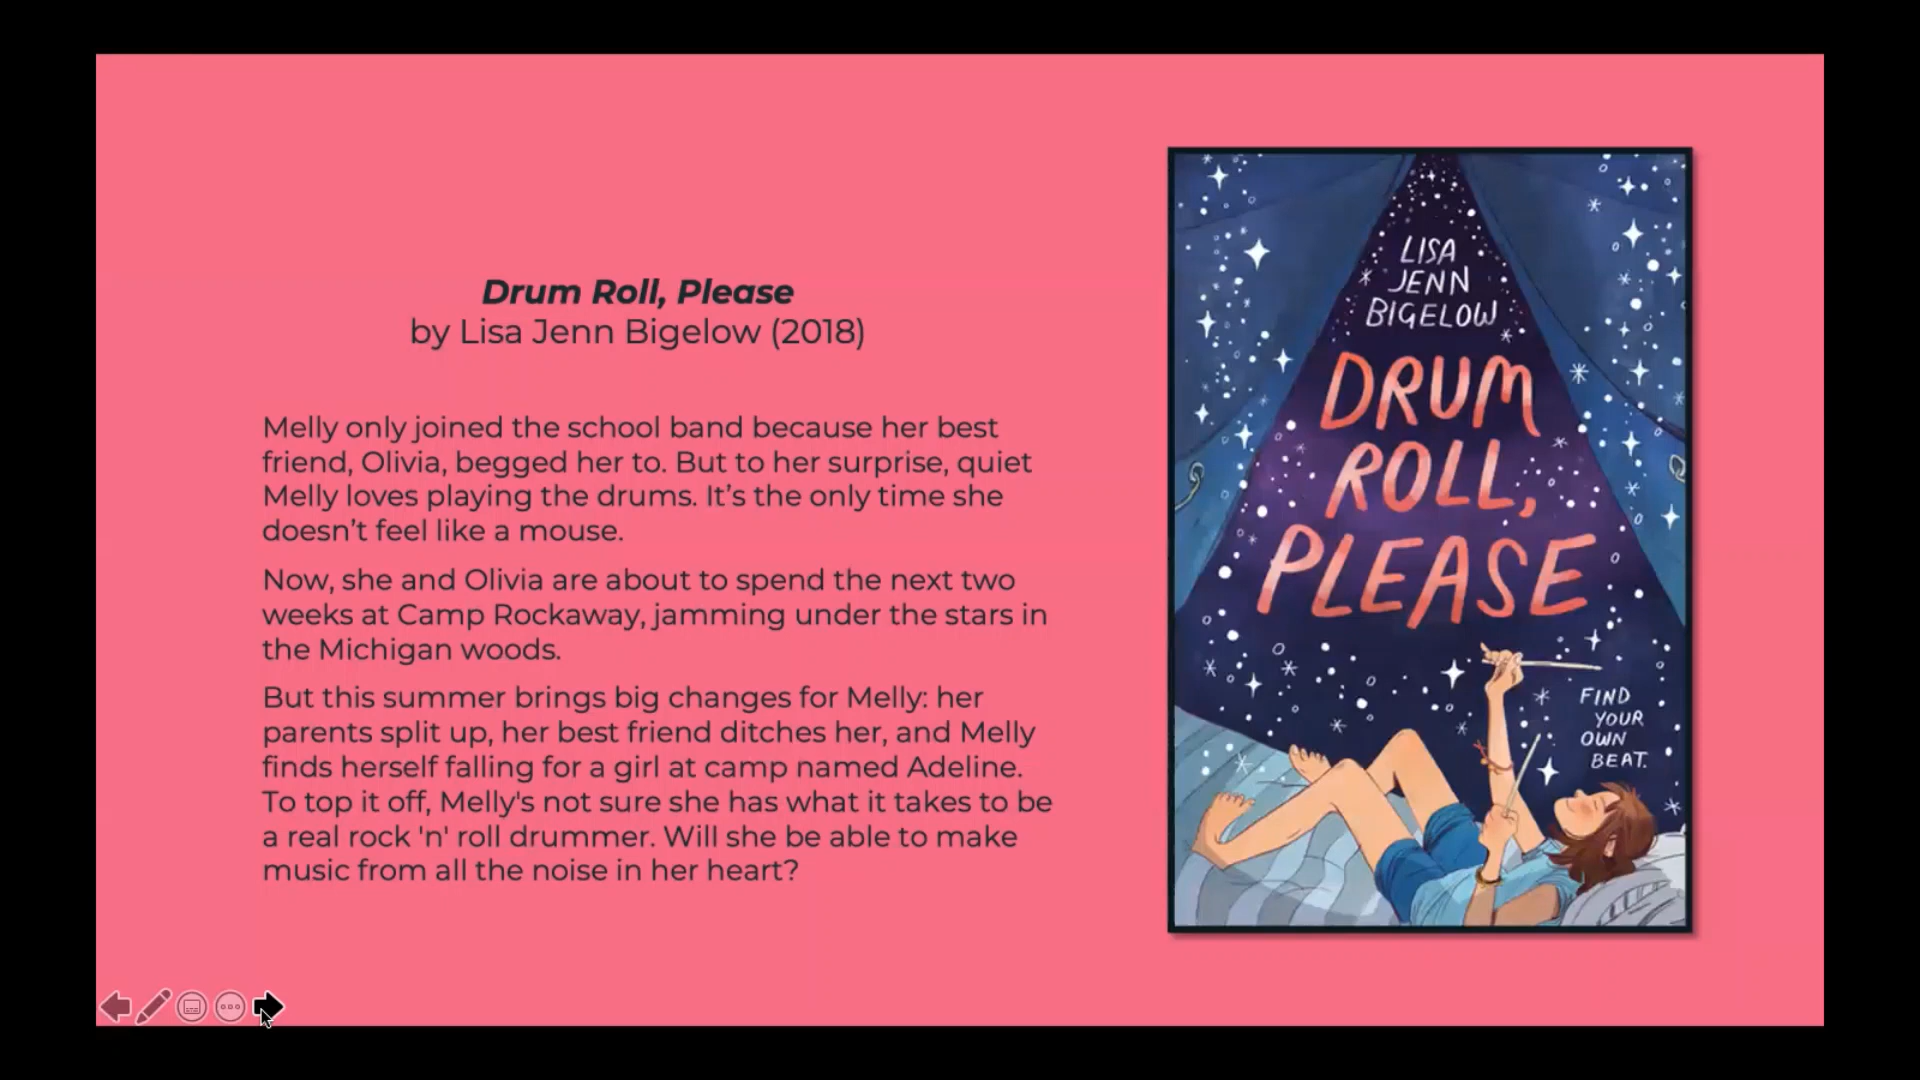 Drum Roll, Please
by Lisa Jenn Bigelow (2018)
Melly only joined the school band because her best
friend, Olivia, begged her to. But to her surprise, quiet
Melly loves playing the drums. It’s the only time she
doesn’t feel like a mouse.
Now, she and Olivia are about to spend the next two
weeks at Camp Rockaway, jamming under the stars in
the Michigan woods.
But this summer brings big changes for Melly: her
parents split up, her best friend ditches her, and Melly
finds herself falling for a girl at camp named Adeline.
To top it off, Melly's not sure she has what it takes to be
a real rock 'n' roll drummer. Will she be able to make
music from all the noise in her heart?
LISA
JENN
BIGELOW
DRUM
ROLL,
PLEASE
FIND
YOUR
OWN
BEAT.